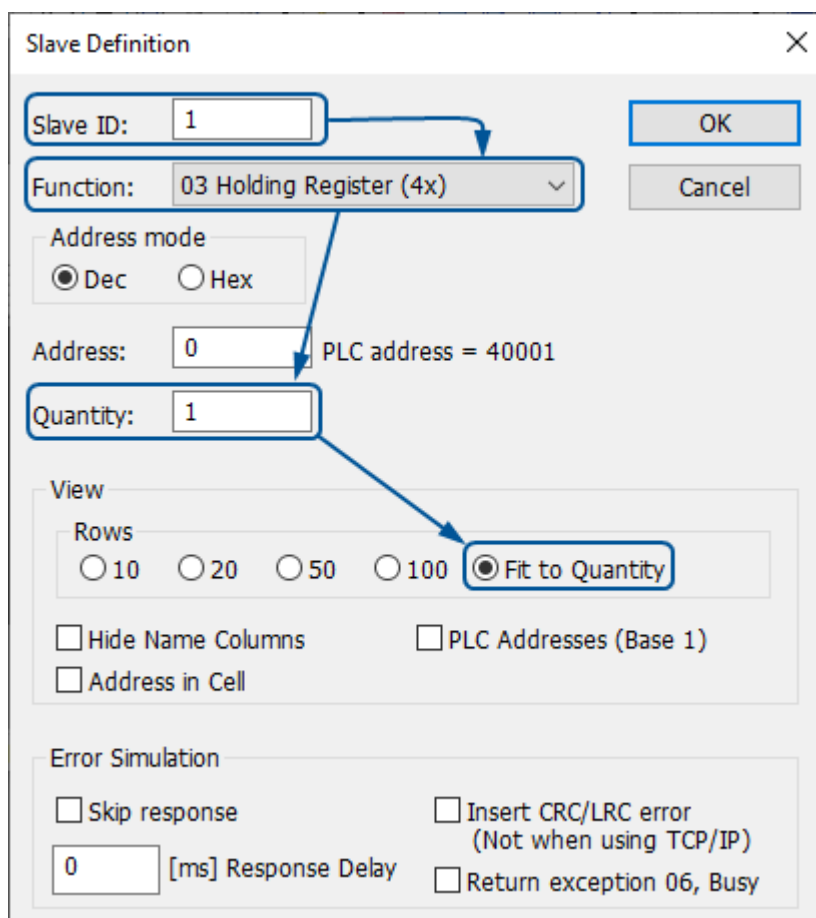 Slave Definition
Slave ID: 1
OK
Function: 03 Holding Register (4x)
Cancel
Address mode
Dec Hex
Address: 0 PLC address = 40001
Quantity: 1
View
Rows
10 20 50 100 Fit to Quantity
Hide Name Columns PLC Addresses (Base 1)
Address in Cell
Error Simulation
Skip response
Insert CRC/LRC error
(Not when using TCP/IP)
0 [ms] Response Delay
Return exception 06, Busy